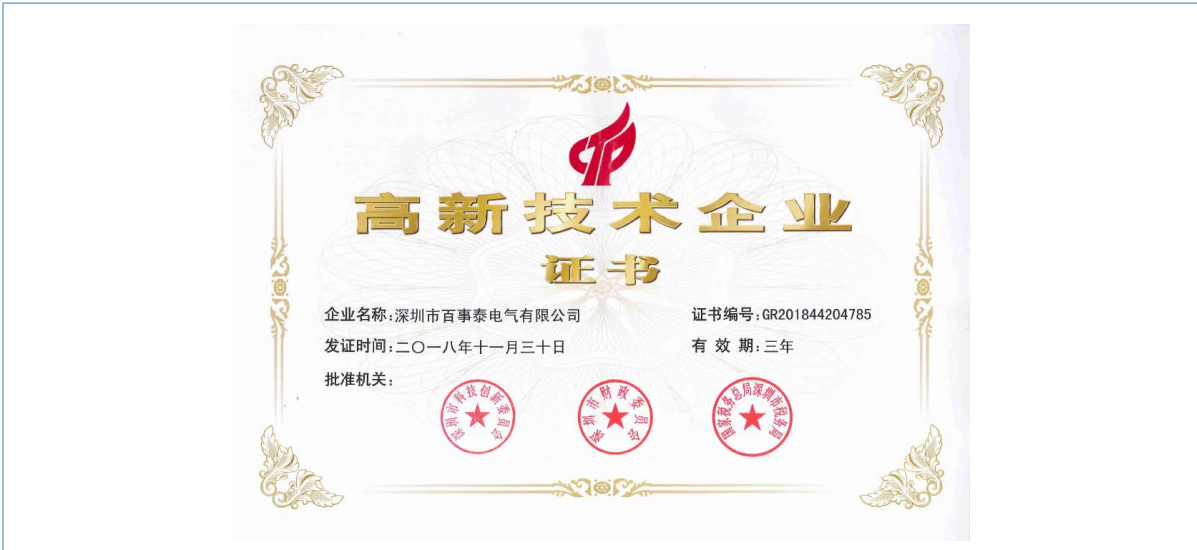 高新技术企业
证书
企业名称:深圳市百事泰电气有限公司
证书编号:GR201844204785
发证时间:二〇一八年十一月三十日
有 效 期:三年
批准机关:
深圳市科技创新委员会
深圳市财政委员会
国家税务总局深圳市税务局